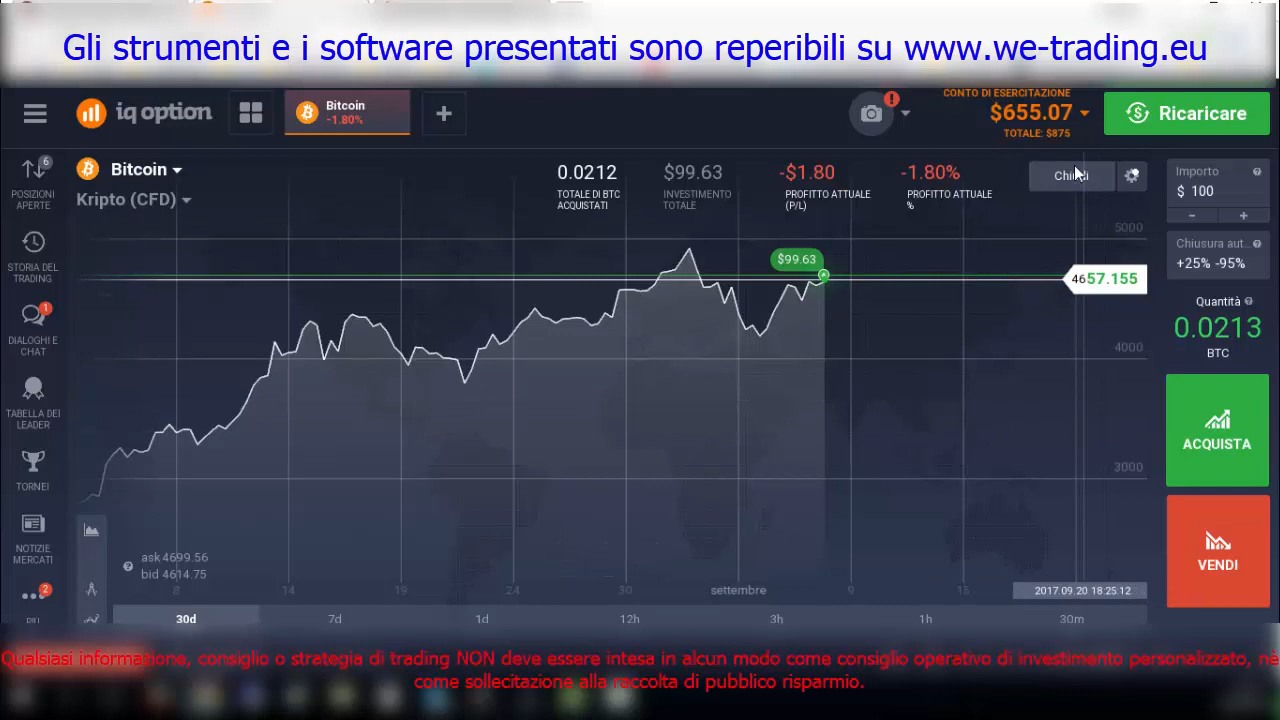 Gli strumenti e i software presentati sono reperibili su www.we-trading.eu
iq option
Bitcoin
-1.80%
+
!
CONTO DI ESERCITAZIONE
$655.07
TOTALE: $875
Ricaricare
6
POSIZIONI
APERTE
STORIA DEL
TRADING
1
DIALOGHI E
CHAT
TABELLA DEI
LEADER
TORNEI
NOTIZIE
MERCATI
2
Bitcoin
Kripto (CFD)
0.0212
TOTALE DI BTC
ACQUISTATI
$99.63
INVESTIMENTO
TOTALE
-$1.80
PROFITTO ATTUALE
(P/L)
-1.80%
PROFITTO ATTUALE
%
Importo ?
$ 100
- +
Chiusura aut... ?
+25% -95%
Quantità ?
0.0213
BTC
ACQUISTA
VENDI
5000
$99.63
4657.155
4000
3000
ask 4699.56
bid 4614.75
8 14 19 24 30 settembre 9 15
2017.09.20 18:25:12
30d 7d 1d 12h 3h 1h 30m
Qualsiasi informazione, consiglio o strategia di trading NON deve essere intesa in alcun modo come consiglio operativo di investimento personalizzato, nè
come sollecitazione alla raccolta di pubblico risparmio.